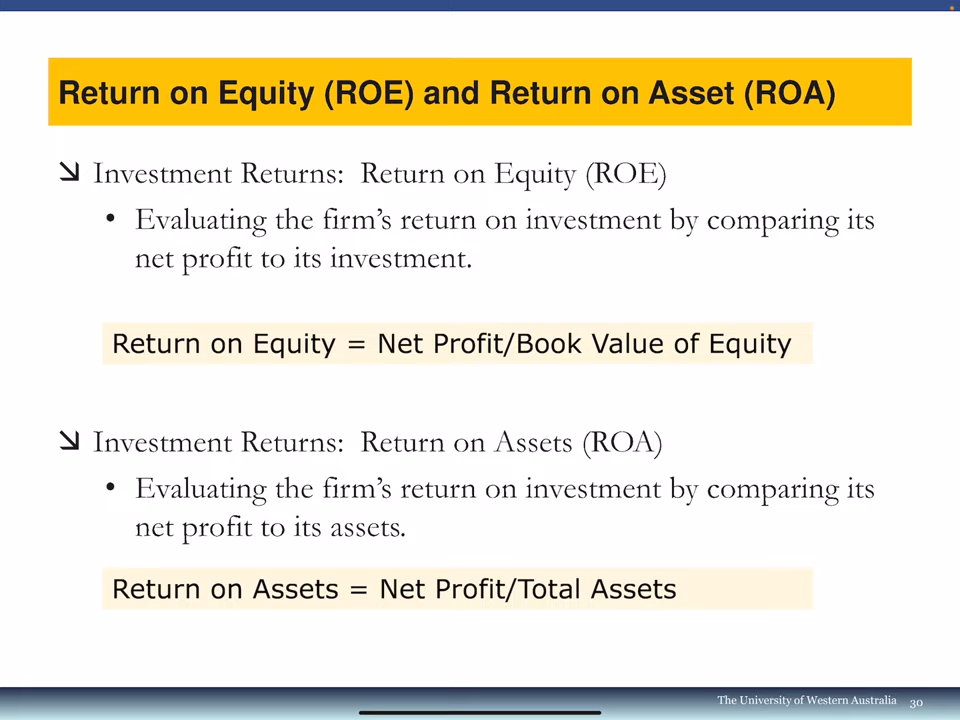 Return on Equity (ROE) and Return on Asset (ROA)
Investment Returns: Return on Equity (ROE)
• Evaluating the firm’s return on investment by comparing its
net profit to its investment.
Return on Equity = Net Profit/Book Value of Equity
Investment Returns: Return on Assets (ROA)
• Evaluating the firm’s return on investment by comparing its
net profit to its assets.
Return on Assets = Net Profit/Total Assets
The University of Western Australia 30